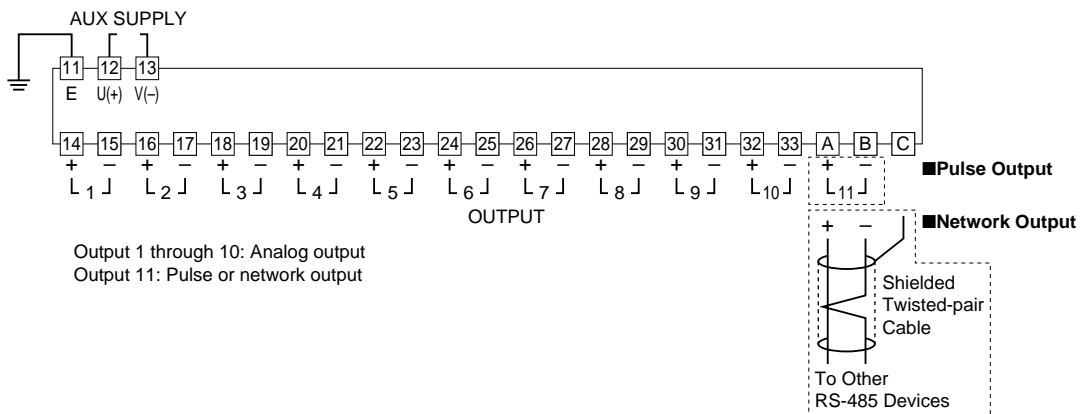 AUX SUPPLY
11 12 13
E U(+) V(−)
14 15 16 17 18 19 20 21 22 23 24 25 26 27 28 29 30 31 32 33 A B C
+ − + − + − + − + − + − + − + − + − + − + −
1 2 3 4 5 6 7 8 9 10 11
■Pulse Output
OUTPUT
■Network Output
+ −
Output 1 through 10: Analog output
Output 11: Pulse or network output
Shielded
Twisted-pair
Cable
To Other
RS-485 Devices